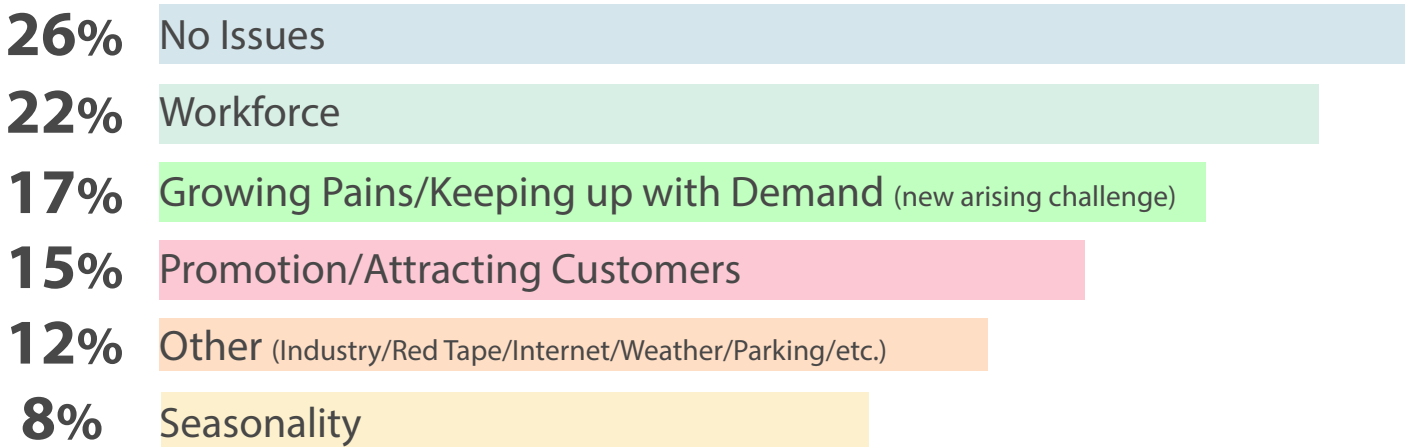 26% No Issues
22% Workforce
17% Growing Pains/Keeping up with Demand (new arising challenge)
15% Promotion/Attracting Customers
12% Other (Industry/Red Tape/Internet/Weather/Parking/etc.)
8% Seasonality